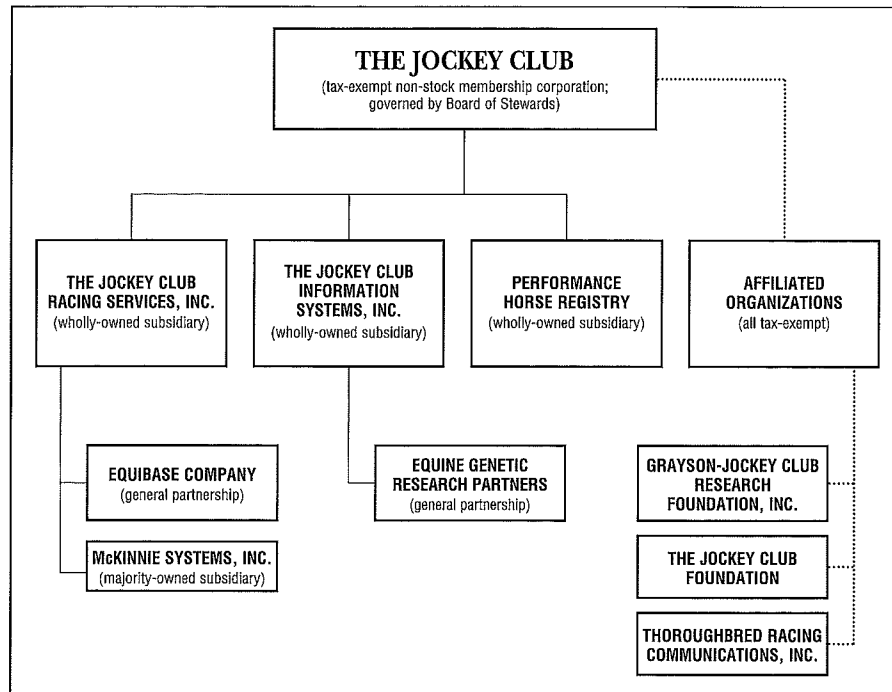 THE JOCKEY CLUB
(tax-exempt non-stock membership corporation;
governed by Board of Stewards)
THE JOCKEY CLUB
RACING SERVICES, INC.
(wholly-owned subsidiary)
THE JOCKEY CLUB
INFORMATION
SYSTEMS, INC.
(wholly-owned subsidiary)
PERFORMANCE
HORSE REGISTRY
(wholly-owned subsidiary)
AFFILIATED
ORGANIZATIONS
(all tax-exempt)
EQUIBASE COMPANY
(general partnership)
McKINNIE SYSTEMS, INC.
(majority-owned subsidiary)
EQUINE GENETIC
RESEARCH PARTNERS
(general partnership)
GRAYSON-JOCKEY CLUB
RESEARCH
FOUNDATION, INC.
THE JOCKEY CLUB
FOUNDATION
THOROUGHBRED RACING
COMMUNICATIONS, INC.